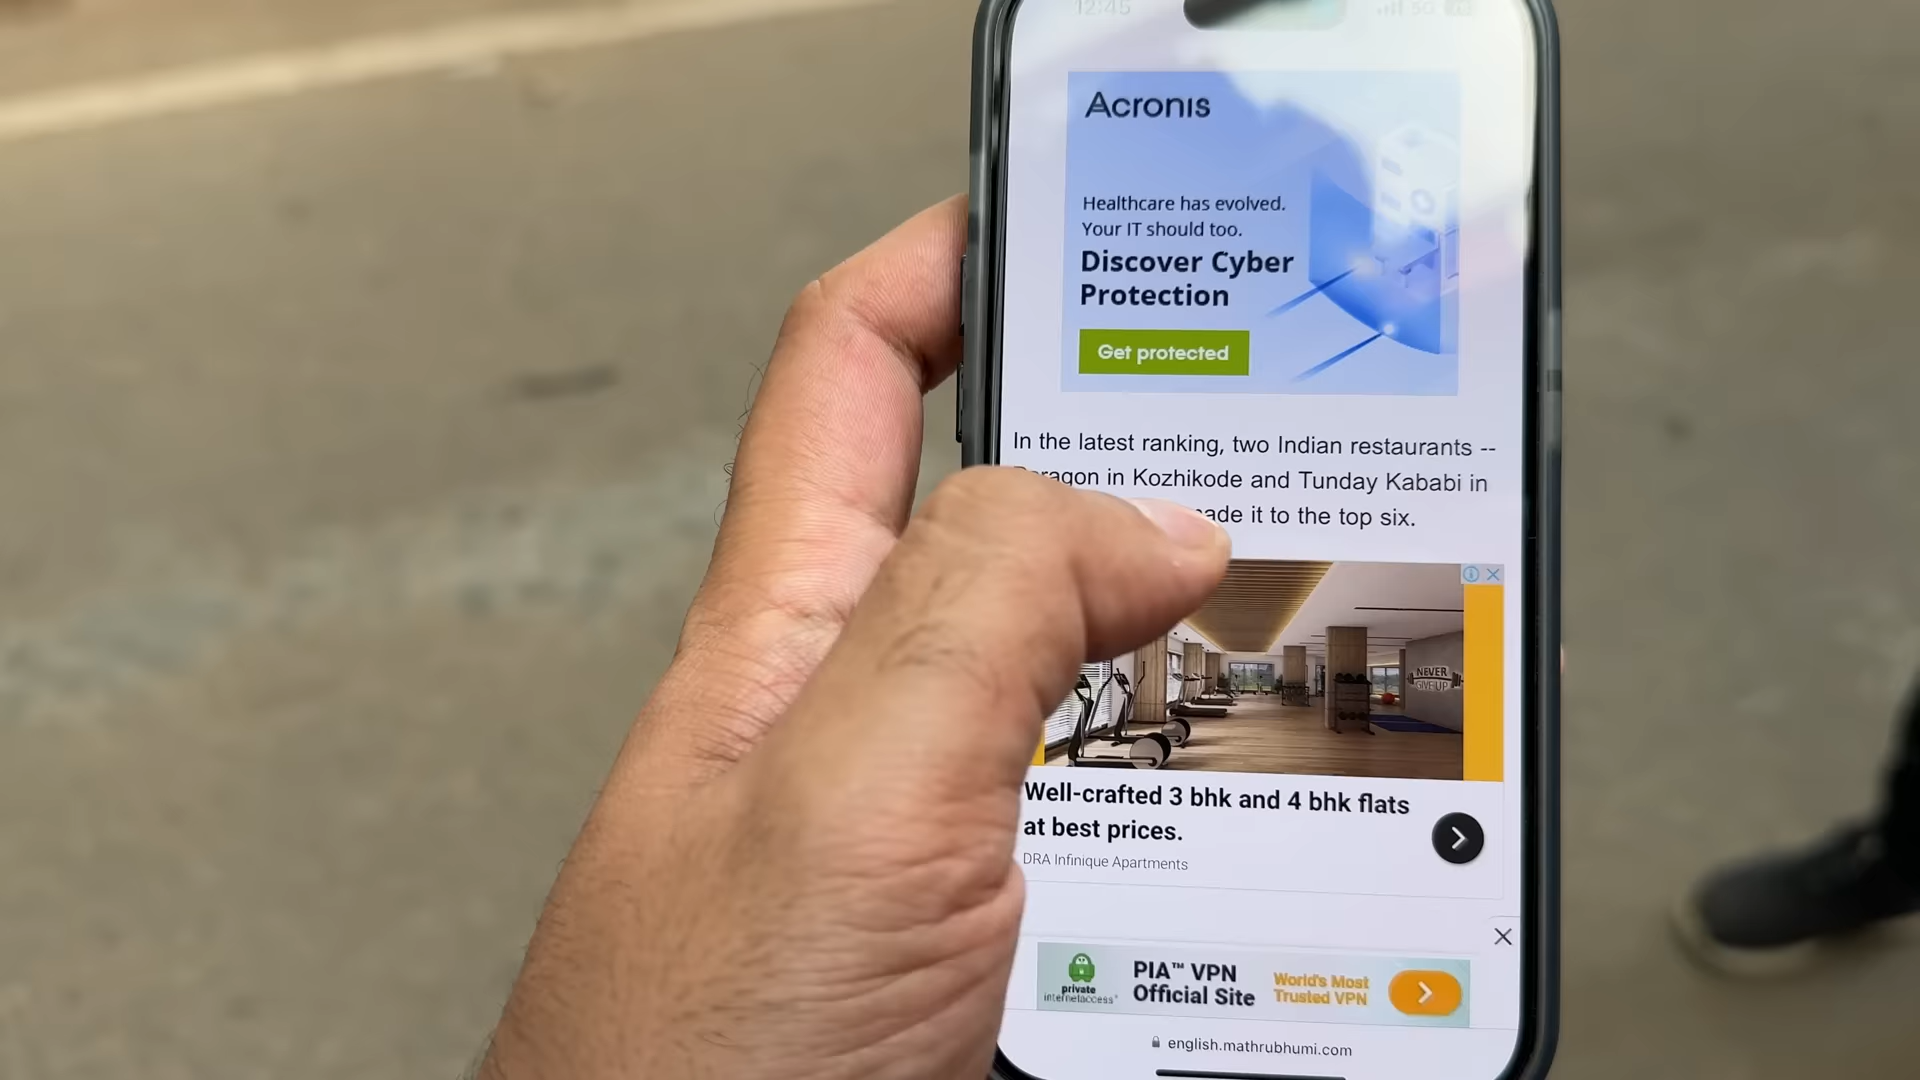 12:45
5G
Acronis
Healthcare has evolved.
Your IT should too.
Discover Cyber
Protection
Get protected
In the latest ranking, two Indian restaurants --
in Kozhikode and Tunday Kababi in
it to the top six.
NEVER
GIVE UP
Well-crafted 3 bhk and 4 bhk flats
at best prices.
DRA Infinique Apartments
private
internetaccess®
PIA™ VPN
Official Site
World's Most
Trusted VPN
english.mathrubhumi.com